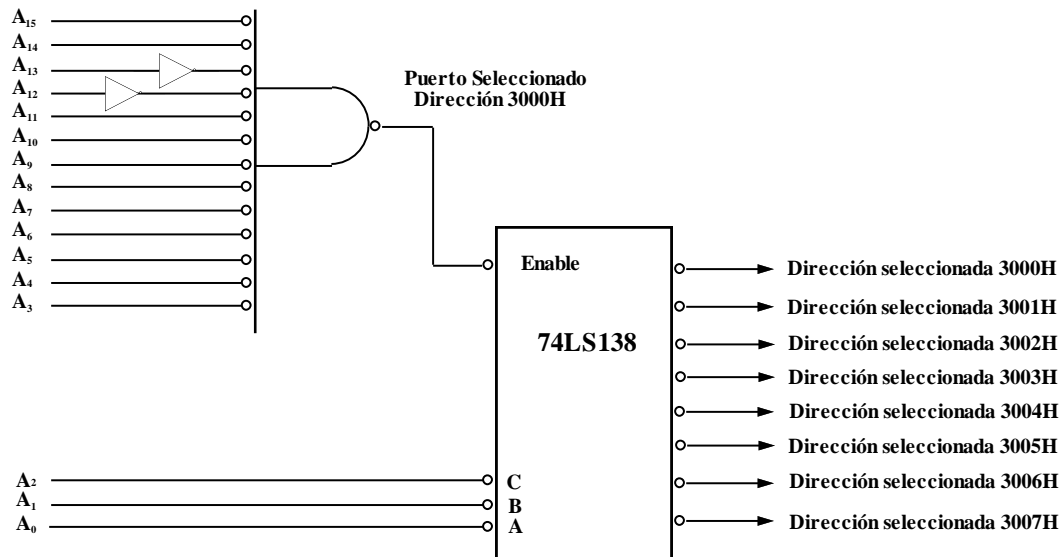 A15
A14
A13
A12
A11
A10
A9
A8
A7
A6
A5
A4
A3
Puerto Seleccionado
Dirección 3000H
Enable
74LS138
C
B
A
A2
A1
A0
Dirección seleccionada 3000H
Dirección seleccionada 3001H
Dirección seleccionada 3002H
Dirección seleccionada 3003H
Dirección seleccionada 3004H
Dirección seleccionada 3005H
Dirección seleccionada 3006H
Dirección seleccionada 3007H